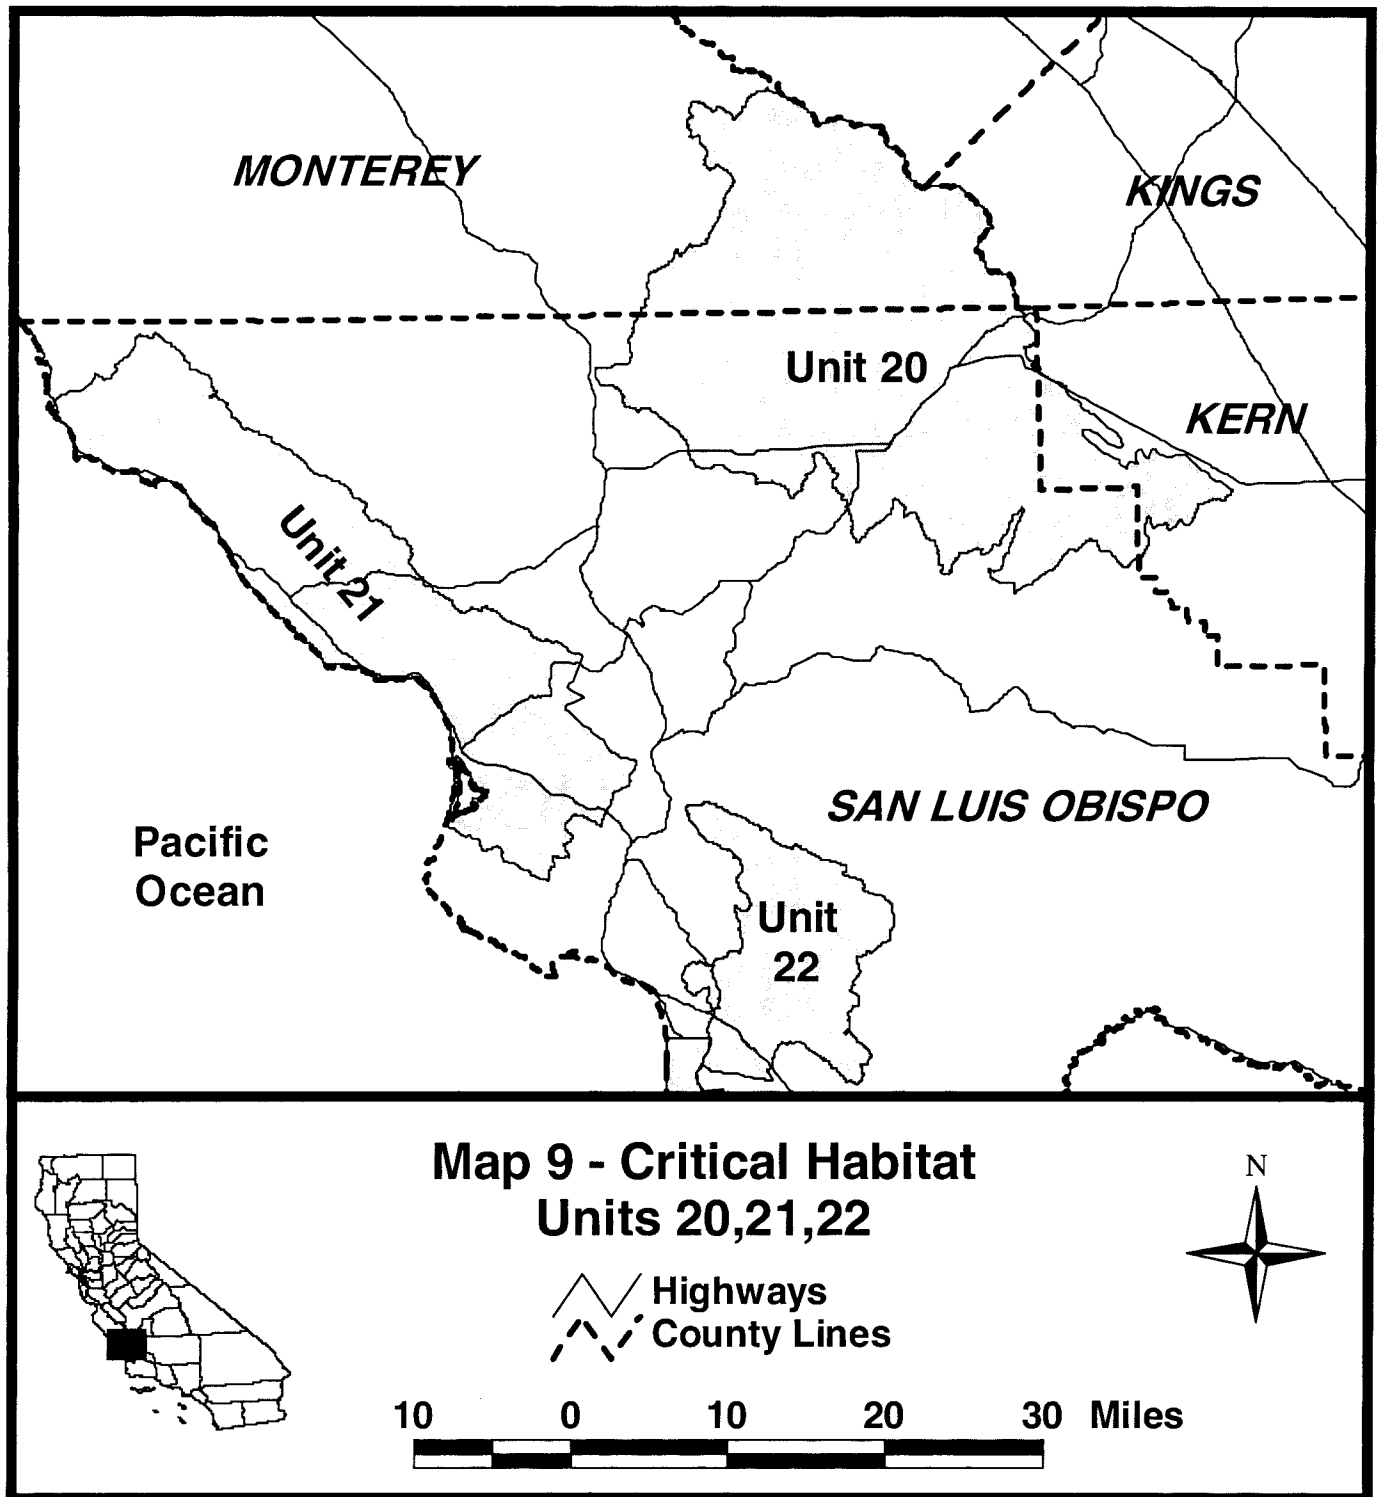 MONTEREY
KINGS
Unit 20
KERN
Unit 21
SAN LUIS OBISPO
Pacific
Ocean
Unit
22
Map 9 - Critical Habitat
Units 20,21,22
N
Highways
County Lines
10 0 10 20 30 Miles